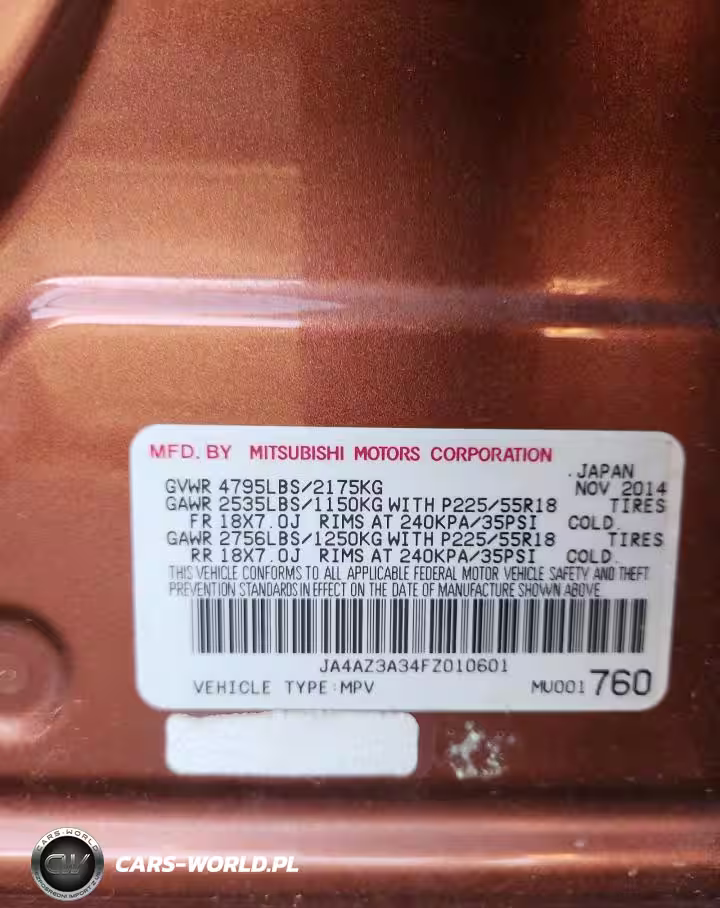 MFD. BY MITSUBISHI MOTORS CORPORATION
JAPAN
GVWR 4795LBS/2175KG NOV 2014
GAWR 2535LBS/1150KG WITH P225/55R18 TIRES
FR 18X7.0J RIMS AT 240KPA/35PSI COLD.
GAWR 2756LBS/1250KG WITH P225/55R18 TIRES
RR 18X7.0J RIMS AT 240KPA/35PSI COLD.
THIS VEHICLE CONFORMS TO ALL APPLICABLE FEDERAL MOTOR VEHICLE SAFETY AND THEFT
PREVENTION STANDARDS IN EFFECT ON THE DATE OF MANUFACTURE SHOWN ABOVE.
JA4AZ3A34FZ010601
VEHICLE TYPE:MPV MU001 760
CARS-WORLD
CW
CARS-WORLD.PL